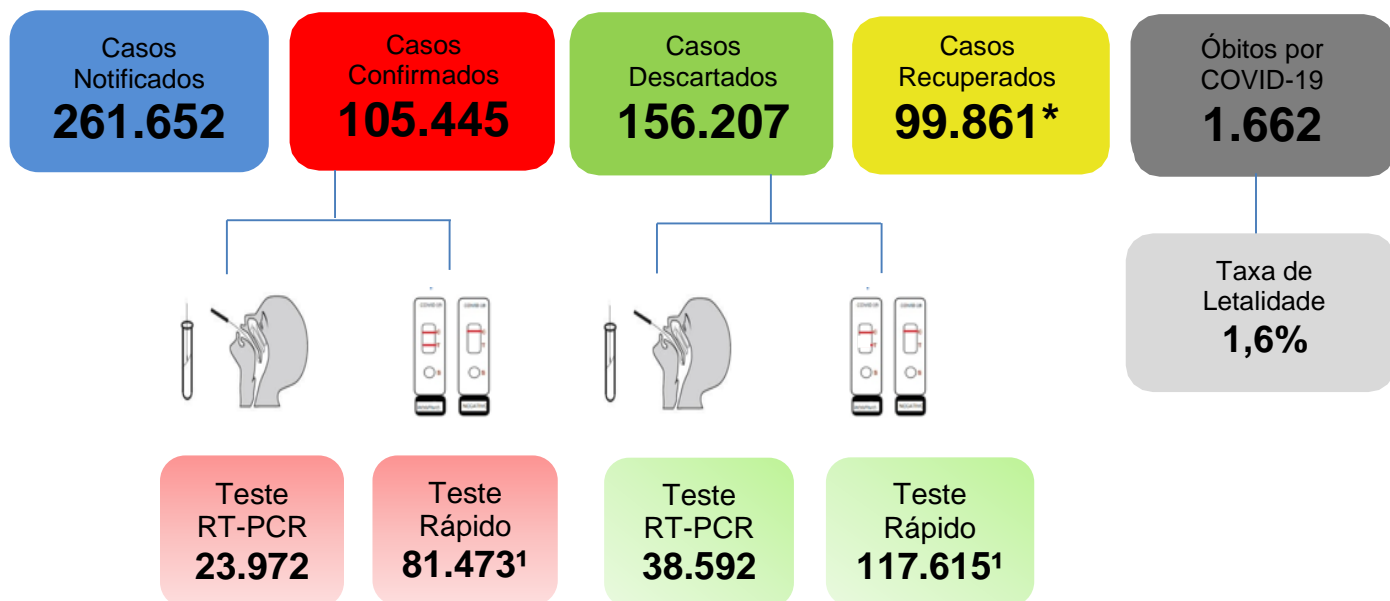 Casos
Notificados
261.652
Casos
Confirmados
105.445
Casos
Descartados
156.207
Casos
Recuperados
99.861*
Óbitos por
COVID-19
1.662
Taxa de
Letalidade
1,6%
Teste
RT-PCR
23.972
Teste
Rápido
81.473¹
Teste
RT-PCR
38.592
Teste
Rápido
117.615¹